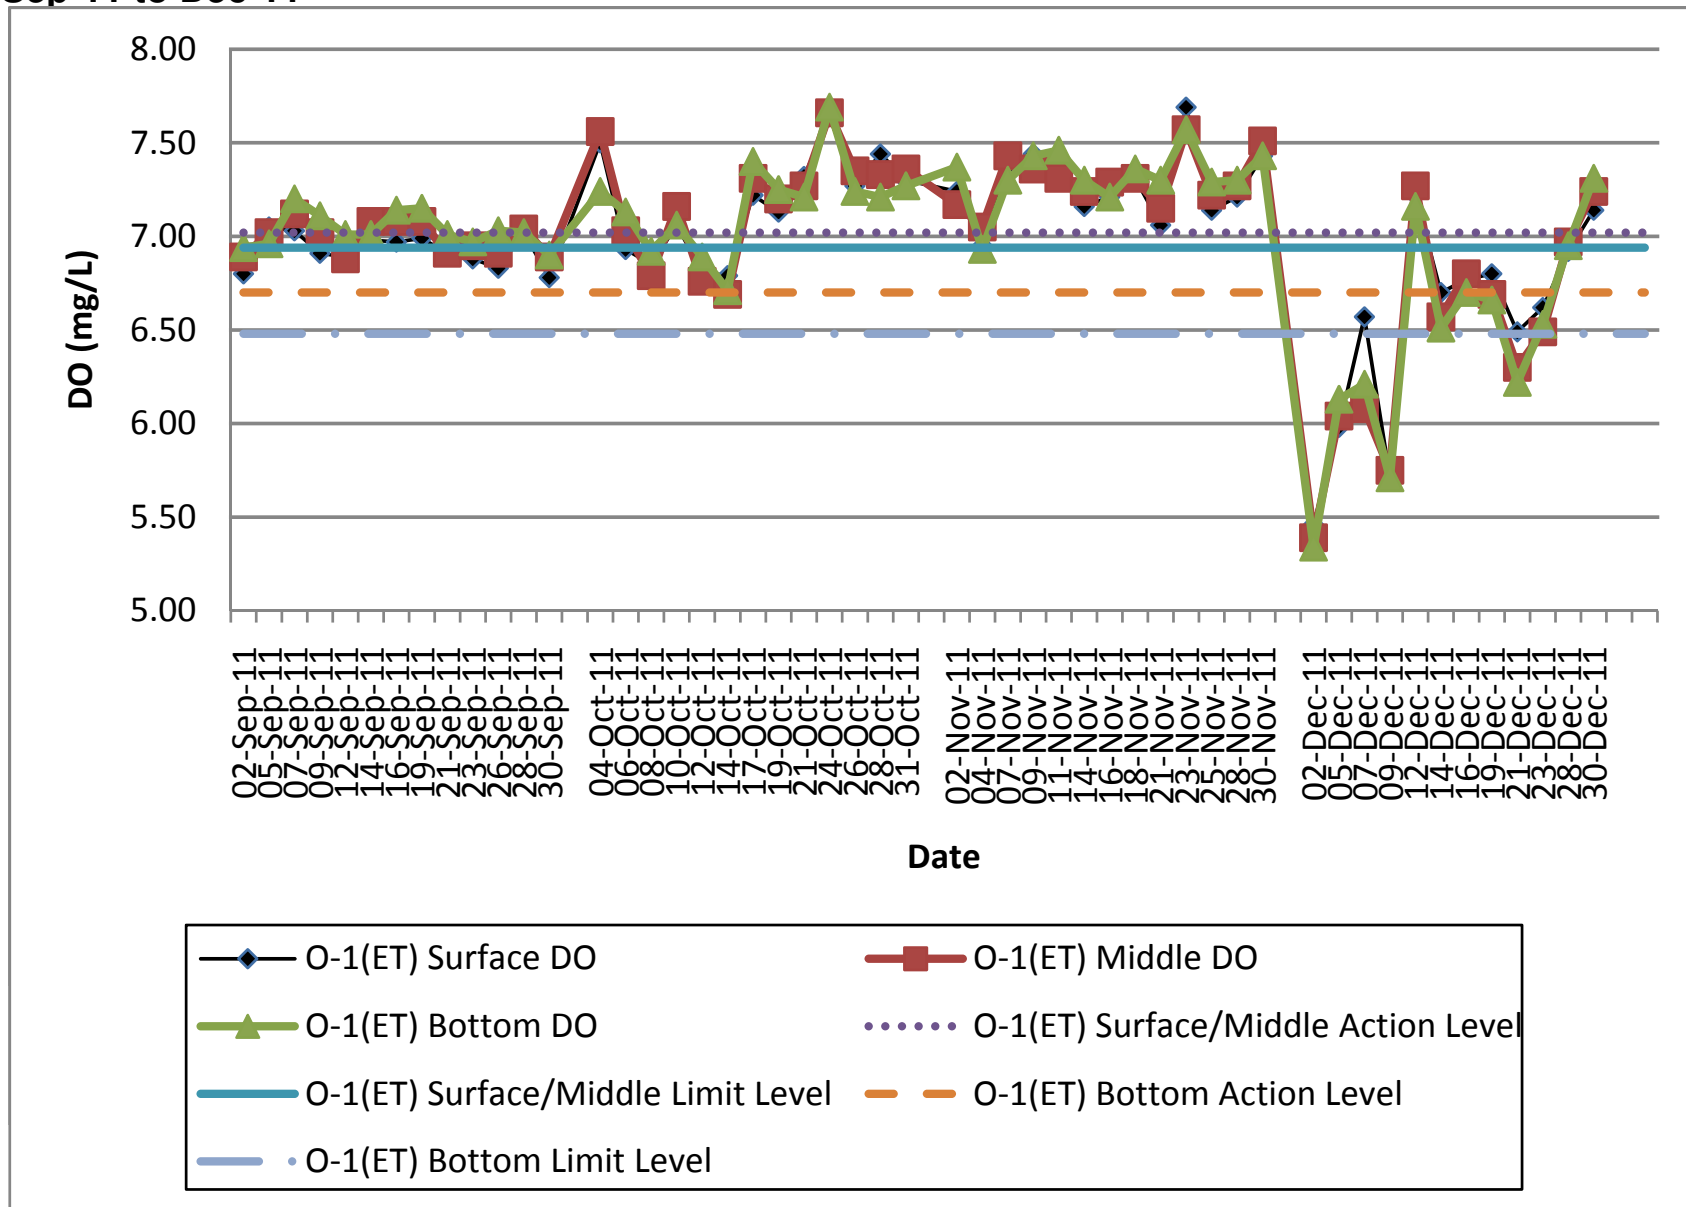 8.00
7.50
7.00
6.50
6.00
5.50
5.00
DO (mg/L)
02-Sep-11
05-Sep-11
07-Sep-11
09-Sep-11
12-Sep-11
14-Sep-11
16-Sep-11
19-Sep-11
21-Sep-11
23-Sep-11
26-Sep-11
28-Sep-11
30-Sep-11
04-Oct-11
06-Oct-11
08-Oct-11
10-Oct-11
12-Oct-11
14-Oct-11
17-Oct-11
19-Oct-11
21-Oct-11
24-Oct-11
26-Oct-11
28-Oct-11
31-Oct-11
02-Nov-11
04-Nov-11
07-Nov-11
09-Nov-11
11-Nov-11
14-Nov-11
16-Nov-11
18-Nov-11
21-Nov-11
23-Nov-11
25-Nov-11
28-Nov-11
30-Nov-11
02-Dec-11
05-Dec-11
07-Dec-11
09-Dec-11
12-Dec-11
14-Dec-11
16-Dec-11
19-Dec-11
21-Dec-11
23-Dec-11
28-Dec-11
30-Dec-11
Date
O-1(ET) Surface DO
O-1(ET) Middle DO
O-1(ET) Bottom DO
O-1(ET) Surface/Middle Action Level
O-1(ET) Surface/Middle Limit Level
O-1(ET) Bottom Action Level
O-1(ET) Bottom Limit Level